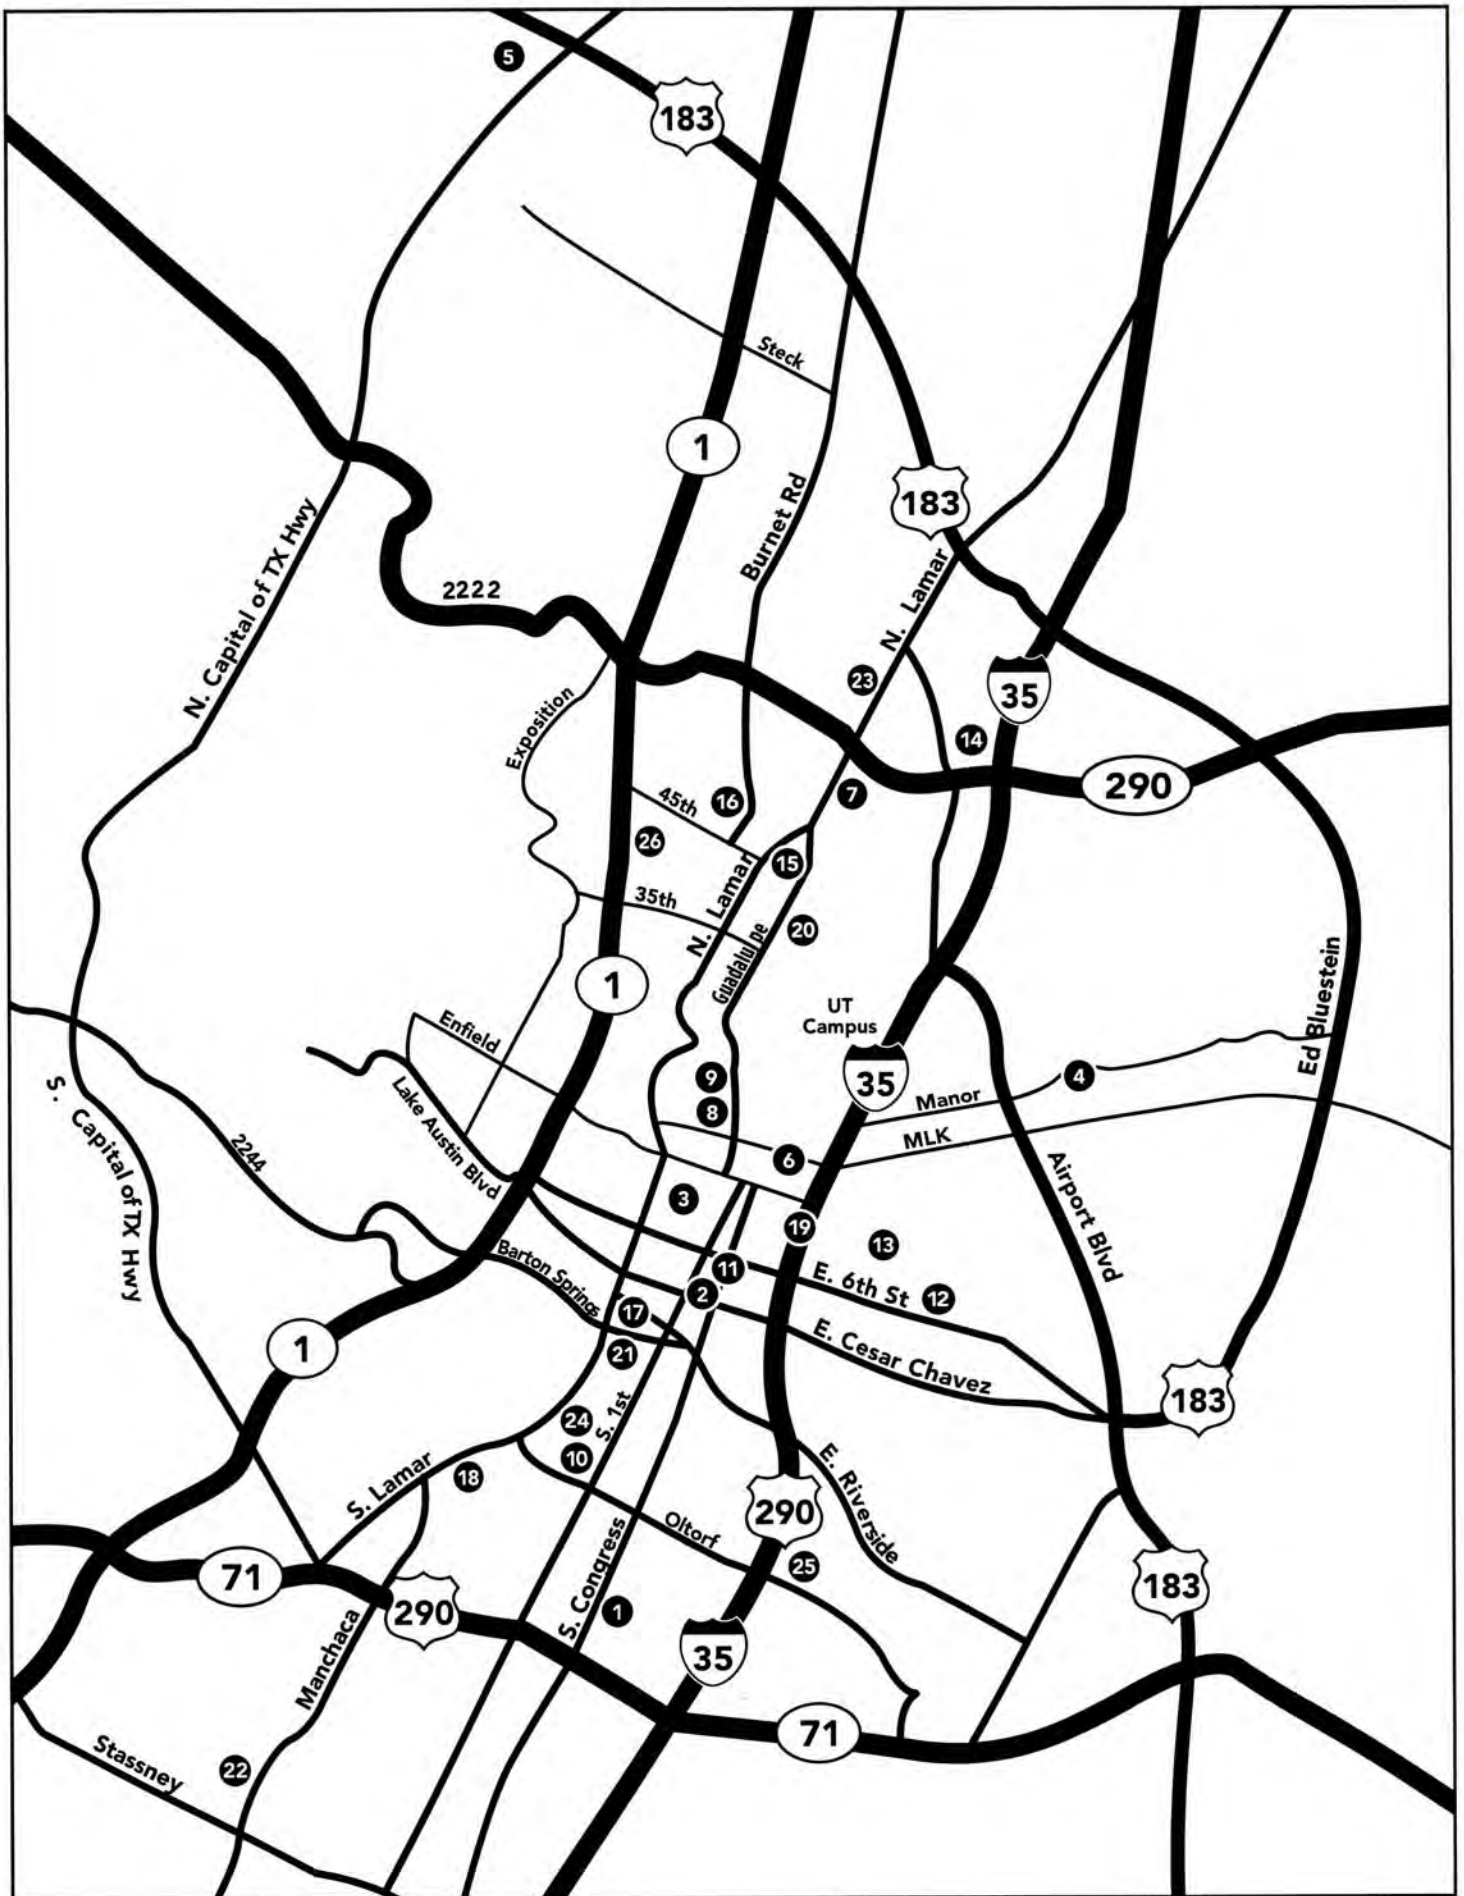 5
183
Steck
1
Burnet Rd
183
N. Capital of TX Hwy
2222
N. Lamar
35
23
14
Exposition
290
7
45th
16
26
15
35th
N. Lamar
20
Guadalupe
1
UT
Campus
Ed Bluestein
Enfield
35
4
9
8
Manor
MLK
S. Capital of TX Hwy
Lake Austin Blvd
2244
6
Airport Blvd
3
19
13
Barton Springs
11
E. 6th St
12
2
17
E. Cesar Chavez
1
21
183
24
S. 1st
10
18
S. Lamar
E. Riverside
290
Oltorf
25
71
183
290
S. Congress
1
35
Manchaca
71
Stassney
22